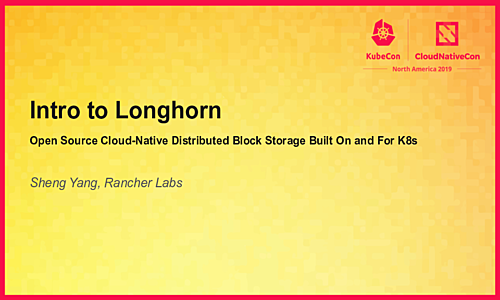 KubeCon
CloudNativeCon
North America 2019
Intro to Longhorn
Open Source Cloud-Native Distributed Block Storage Built On and For K8s
Sheng Yang, Rancher Labs